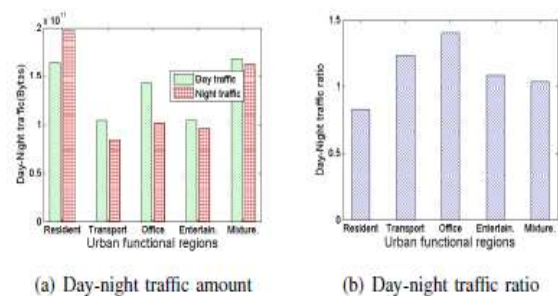 x 10^11
2
1.5
1
0.5
0
Day-Night traffic(Bytes)
Day traffic
Night traffic
Resident Transport Office Entertain. Mixture.
Urban functional regions
(a) Day-night traffic amount
1.5
1
0.5
0
Day-Night traffic ratio
Resident Transport Office Entertain. Mixture.
Urban functional regions
(b) Day-night traffic ratio